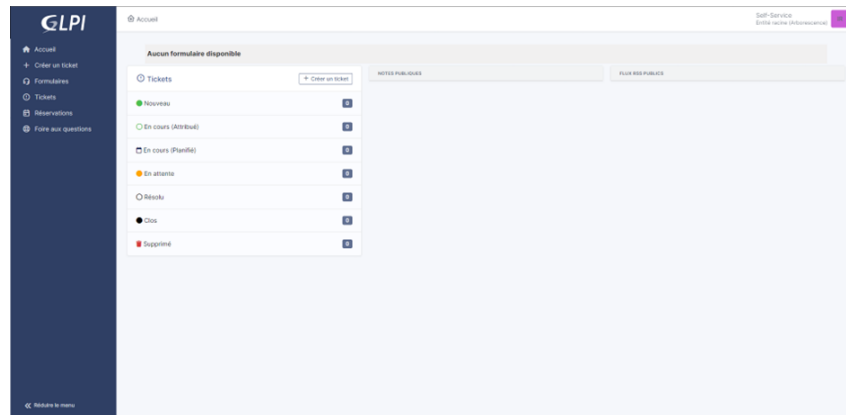 GLPI
Accueil
Créer un ticket
Formulaires
Tickets
Réservations
Foire aux questions
Réduire le menu
Accueil
Self-Service
Entité racine (Arborescence)
Aucun formulaire disponible
Tickets
+ Créer un ticket
Nouveau 0
En cours (Attribué) 0
En cours (Planifié) 0
En attente 0
Résolu 0
Clos 0
Supprimé 0
NOTES PUBLIQUES
FLUX RSS PUBLICS